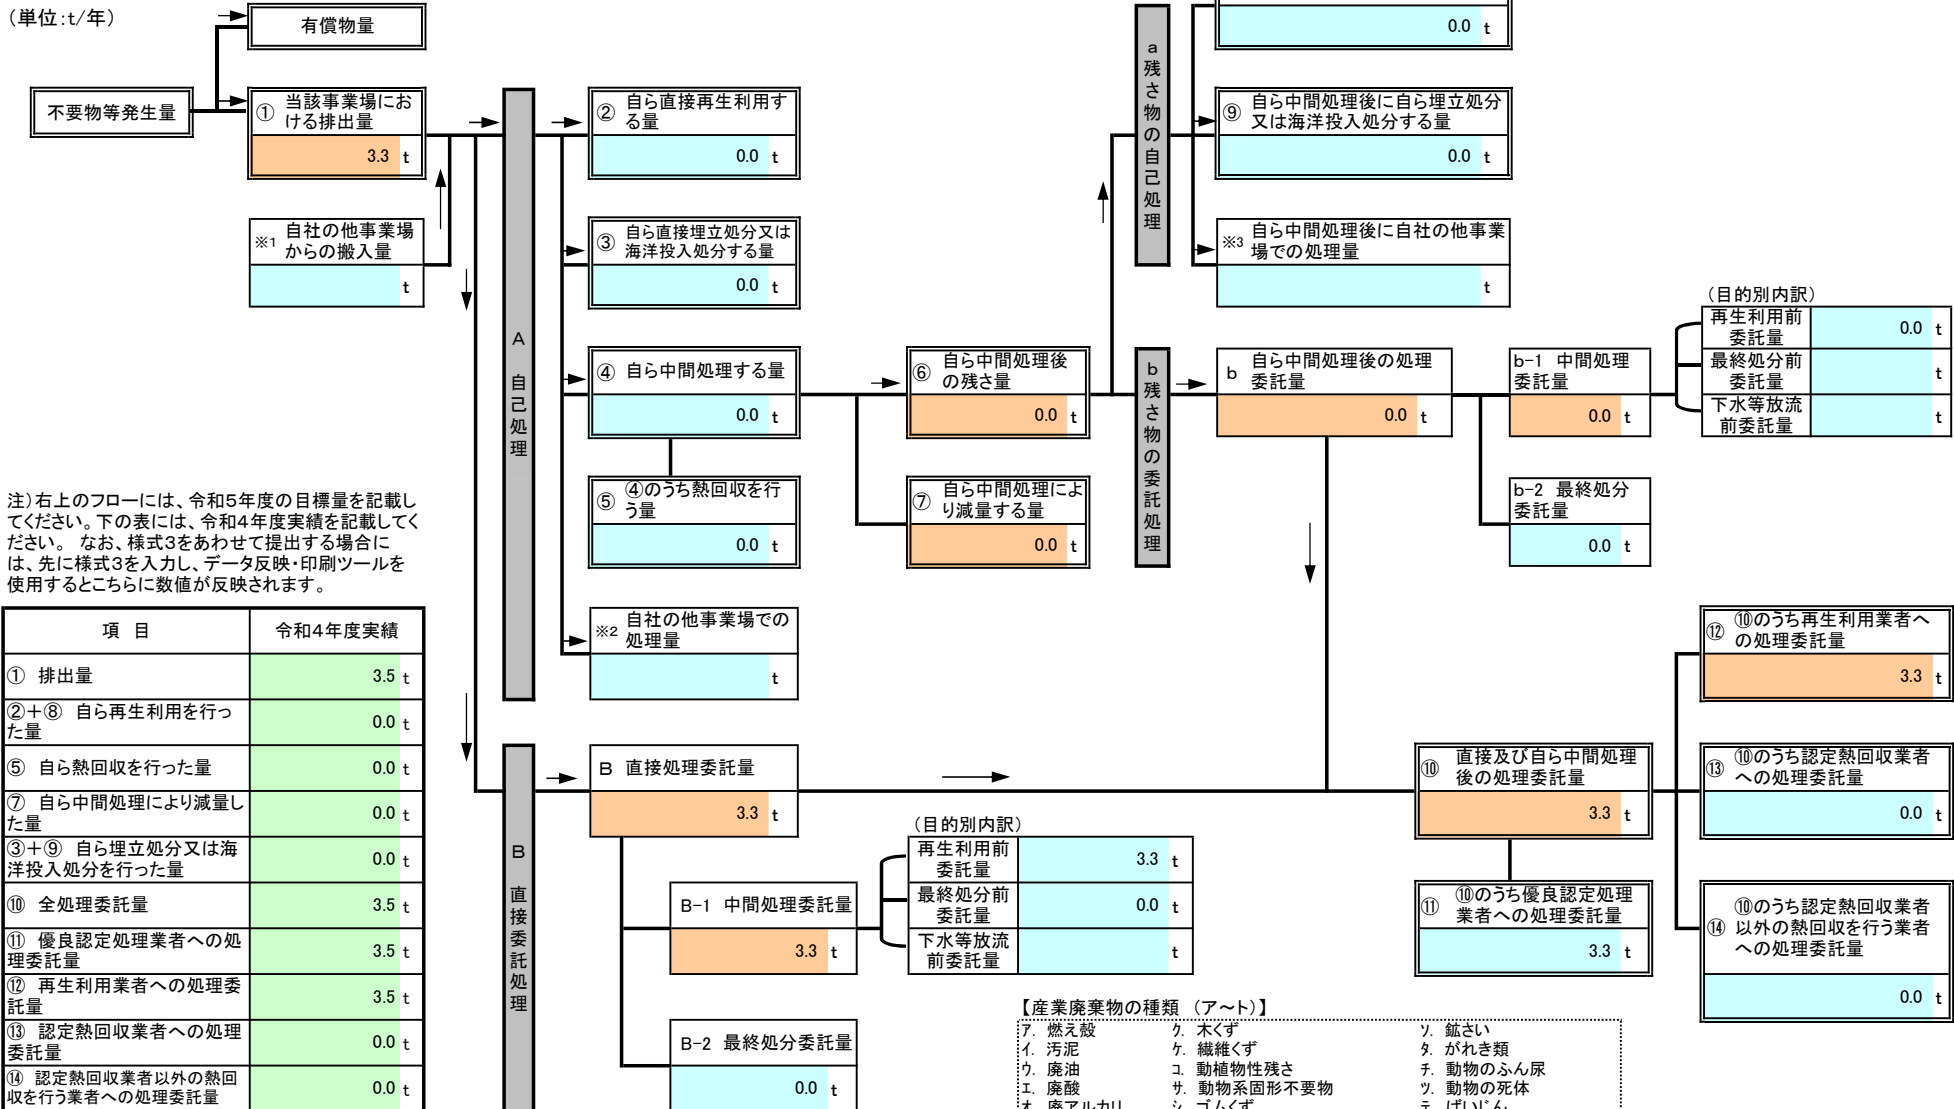 (単位:t/年)
有償物量
不要物等発生量
① 当該事業場にお
ける排出量
3.3 t
※1 自社の他事業場
からの搬入量
t
A 自己処理
② 自ら直接再生利用す
る量
0.0 t
③ 自ら直接埋立処分又は
海洋投入処分する量
0.0 t
④ 自ら中間処理する量
0.0 t
⑤ ④のうち熱回収を行
う量
0.0 t
※2 自社の他事業場での
処理量
t
⑥ 自ら中間処理後
の残さ量
0.0 t
⑦ 自ら中間処理によ
り減量する量
0.0 t
a 残さ物の自己処理
0.0 t
⑨ 自ら中間処理後に自ら埋立処分
又は海洋投入処分する量
0.0 t
※3 自ら中間処理後に自社の他事業
場での処理量
t
b 残さ物の委託処理
b 自ら中間処理後の処理
委託量
0.0 t
b-1 中間処理
委託量
0.0 t
b-2 最終処分
委託量
0.0 t
(目的別内訳)
再生利用前
委託量
0.0 t
最終処分前
委託量
t
下水等放流
前委託量
t
注)右上のフローには、令和5年度の目標量を記載し
てください。下の表には、令和4年度実績を記載してく
ださい。 なお、様式3をあわせて提出する場合に
は、先に様式3を入力し、データ反映・印刷ツールを
使用するとこちらに数値が反映されます。
項 目 令和4年度実績
① 排出量 3.5 t
②+⑧ 自ら再生利用を行っ
た量
0.0 t
⑤ 自ら熱回収を行った量 0.0 t
⑦ 自ら中間処理により減量し
た量
0.0 t
③+⑨ 自ら埋立処分又は海
洋投入処分を行った量
0.0 t
⑩ 全処理委託量 3.5 t
⑪ 優良認定処理業者への処
理委託量
3.5 t
⑫ 再生利用業者への処理委
託量
3.5 t
⑬ 認定熱回収業者への処理
委託量
0.0 t
⑭ 認定熱回収業者以外の熱回
収を行う業者への処理委託量
0.0 t
B 直接委託処理
B 直接処理委託量
3.3 t
B-1 中間処理委託量
3.3 t
B-2 最終処分委託量
0.0 t
(目的別内訳)
再生利用前
委託量
3.3 t
最終処分前
委託量
0.0 t
下水等放流
前委託量
t
⑩ 直接及び自ら中間処理
後の処理委託量
3.3 t
⑪ ⑩のうち優良認定処理
業者への処理委託量
3.3 t
⑫ ⑩のうち再生利用業者へ
の処理委託量
3.3 t
⑬ ⑩のうち認定熱回収業者
への処理委託量
0.0 t
⑭ ⑩のうち認定熱回収業者
以外の熱回収を行う業者
への処理委託量
0.0 t
【産業廃棄物の種類 (ア～ト)】
ア. 燃え殻 ク. 木くず ソ. 鉱さい
イ. 汚泥 ケ. 繊維くず タ. がれき類
ウ. 廃油 コ. 動植物性残さ チ. 動物のふん尿
エ. 廃酸 サ. 動物系固形不要物 ツ. 動物の死体
オ. 廃アルカリ シ. ゴムくず テ. ばいじん